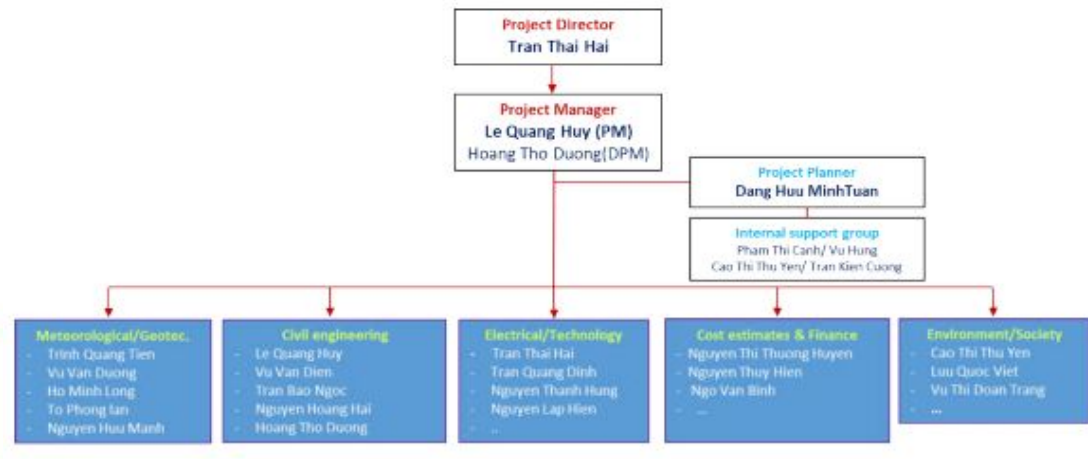 Project Director
Tran Thai Hai
Project Manager
Le Quang Huy (PM)
Hoang Tho Duong(DPM)
Project Planner
Dang Huu MinhTuan
Internal support group
Pham Thi Canh/ Vu Hung
Cao Thi Thu Yen/ Tran Kien Cuong
Meteorological/Geotec.
- Trinh Quang Tien
- Vu Van Duong
- Ho Minh Long
- To Phong lan
- Nguyen Huu Manh
Civil engineering
- Le Quang Huy
- Vu Van Dien
- Tran Bao Ngoc
- Nguyen Hoang Hai
- Hoang Tho Duong
Electrical/Technology
- Tran Thai Hai
- Tran Quang Dinh
- Nguyen Thanh Hung
- Nguyen Lap Hien
- ..
Cost estimates & Finance
- Nguyen Thi Thuong Huyen
- Nguyen Thuy Hien
- Ngo Van Binh
- ...
Environment/Society
- Cao Thi Thu Yen
- Luu Quoc Viet
- Vu Thi Doan Trang
- ...